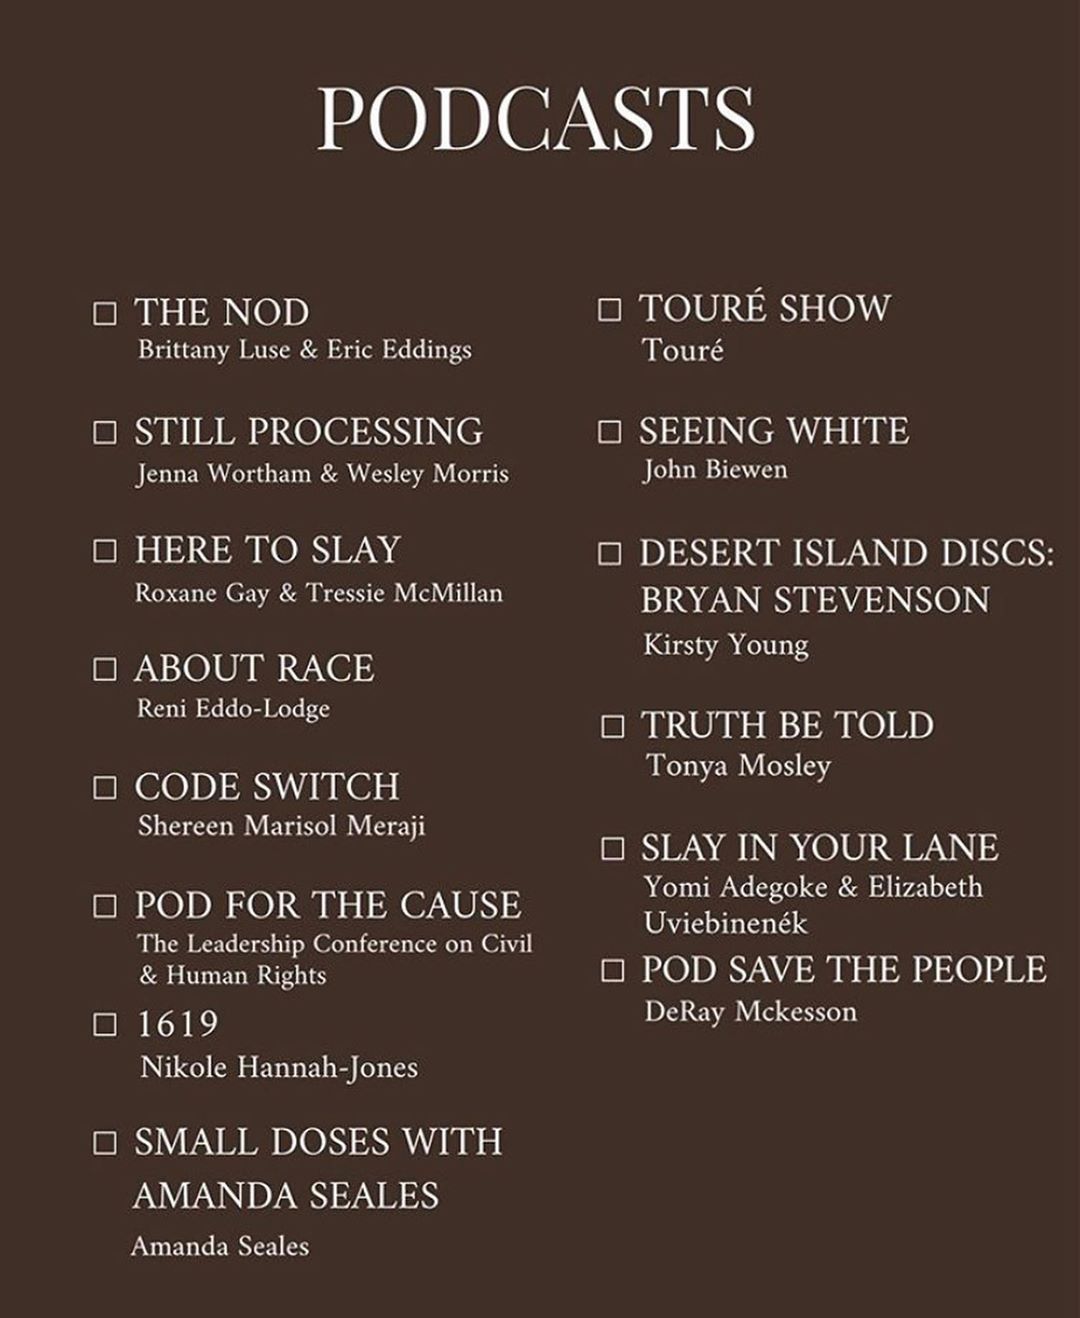 PODCASTS
THE NOD
Brittany Luse & Eric Eddings
STILL PROCESSING
Jenna Wortham & Wesley Morris
HERE TO SLAY
Roxane Gay & Tressie McMillan
ABOUT RACE
Reni Eddo-Lodge
CODE SWITCH
Shereen Marisol Meraji
POD FOR THE CAUSE
The Leadership Conference on Civil
& Human Rights
1619
Nikole Hannah-Jones
SMALL DOSES WITH
AMANDA SEALES
Amanda Seales
TOURÉ SHOW
Touré
SEEING WHITE
John Biewen
DESERT ISLAND DISCS:
BRYAN STEVENSON
Kirsty Young
TRUTH BE TOLD
Tonya Mosley
SLAY IN YOUR LANE
Yomi Adegoke & Elizabeth
Uviebinenék
POD SAVE THE PEOPLE
DeRay Mckesson